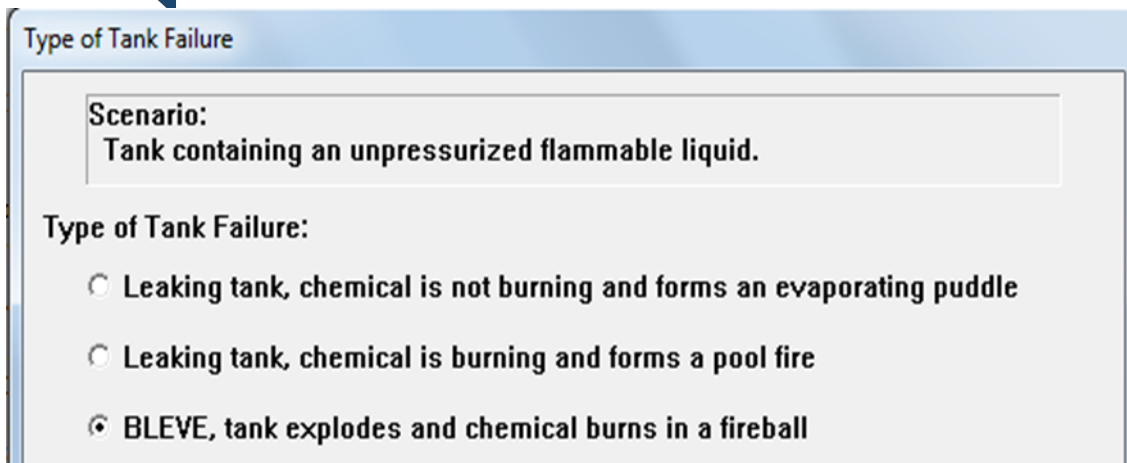 Type of Tank Failure
Scenario:
Tank containing an unpressurized flammable liquid.
Type of Tank Failure:
Leaking tank, chemical is not burning and forms an evaporating puddle
Leaking tank, chemical is burning and forms a pool fire
BLEVE, tank explodes and chemical burns in a fireball